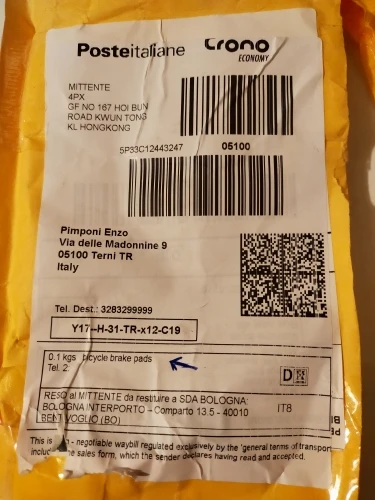 Posteitaliane
Crono
ECONOMY
MITTENTE
4PX
GF NO 167 HOI BUN
ROAD KWUN TONG
KL HONGKONG
5P33C12443247 05100
Pimponi Enzo
Via delle Madonnine 9
05100 Terni TR
Italy
Tel. Dest.: 3283299999
Y17--H-31-TR-x12-C19
0.1 kgs bicycle brake pads
Tel. 2:
D
RESO al MITTENTE da restituire a SDA BOLOGNA:
BOLOGNA INTERPORTO – Comparto 13.5 - 40010
BENTIVOGLIO (BO)
IT8
This is - negotiable waybill regulated exclusively by the 'general terms of transport
includ the sales form, which the sender declares having read and accepted.